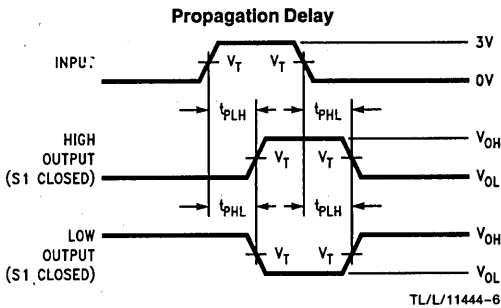 Propagation Delay
INPUT
V_T
V_T
3V
0V
t_PLH
t_PHL
HIGH
OUTPUT
(S1 CLOSED)
V_T
V_T
V_OH
V_OL
t_PHL
t_PLH
LOW
OUTPUT
(S1 CLOSED)
V_T
V_T
V_OH
V_OL
TL/L/11444-6